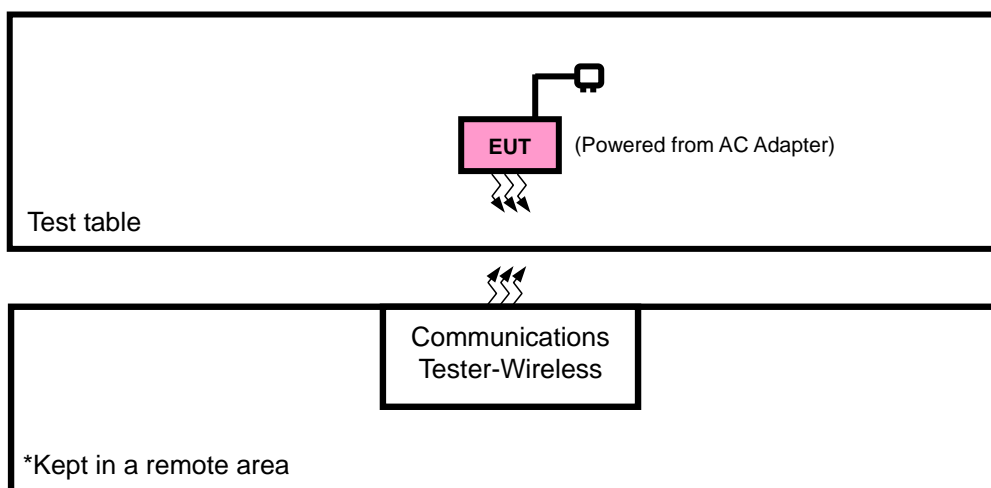 EUT
(Powered from AC Adapter)
Test table
Communications
Tester-Wireless
*Kept in a remote area